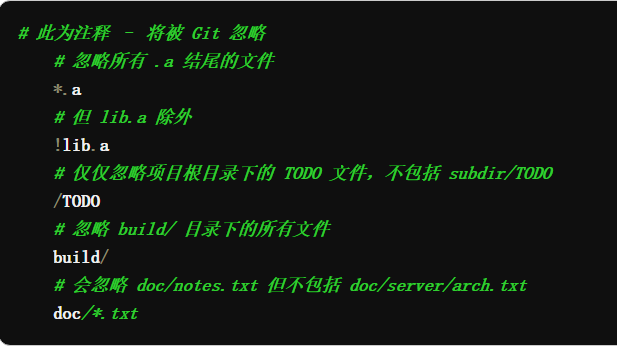 # 此为注释 – 将被 Git 忽略
# 忽略所有 .a 结尾的文件
*.a
# 但 lib.a 除外
!lib.a
# 仅仅忽略项目根目录下的 TODO 文件，不包括 subdir/TODO
/TODO
# 忽略 build/ 目录下的所有文件
build/
# 会忽略 doc/notes.txt 但不包括 doc/server/arch.txt
doc/*.txt